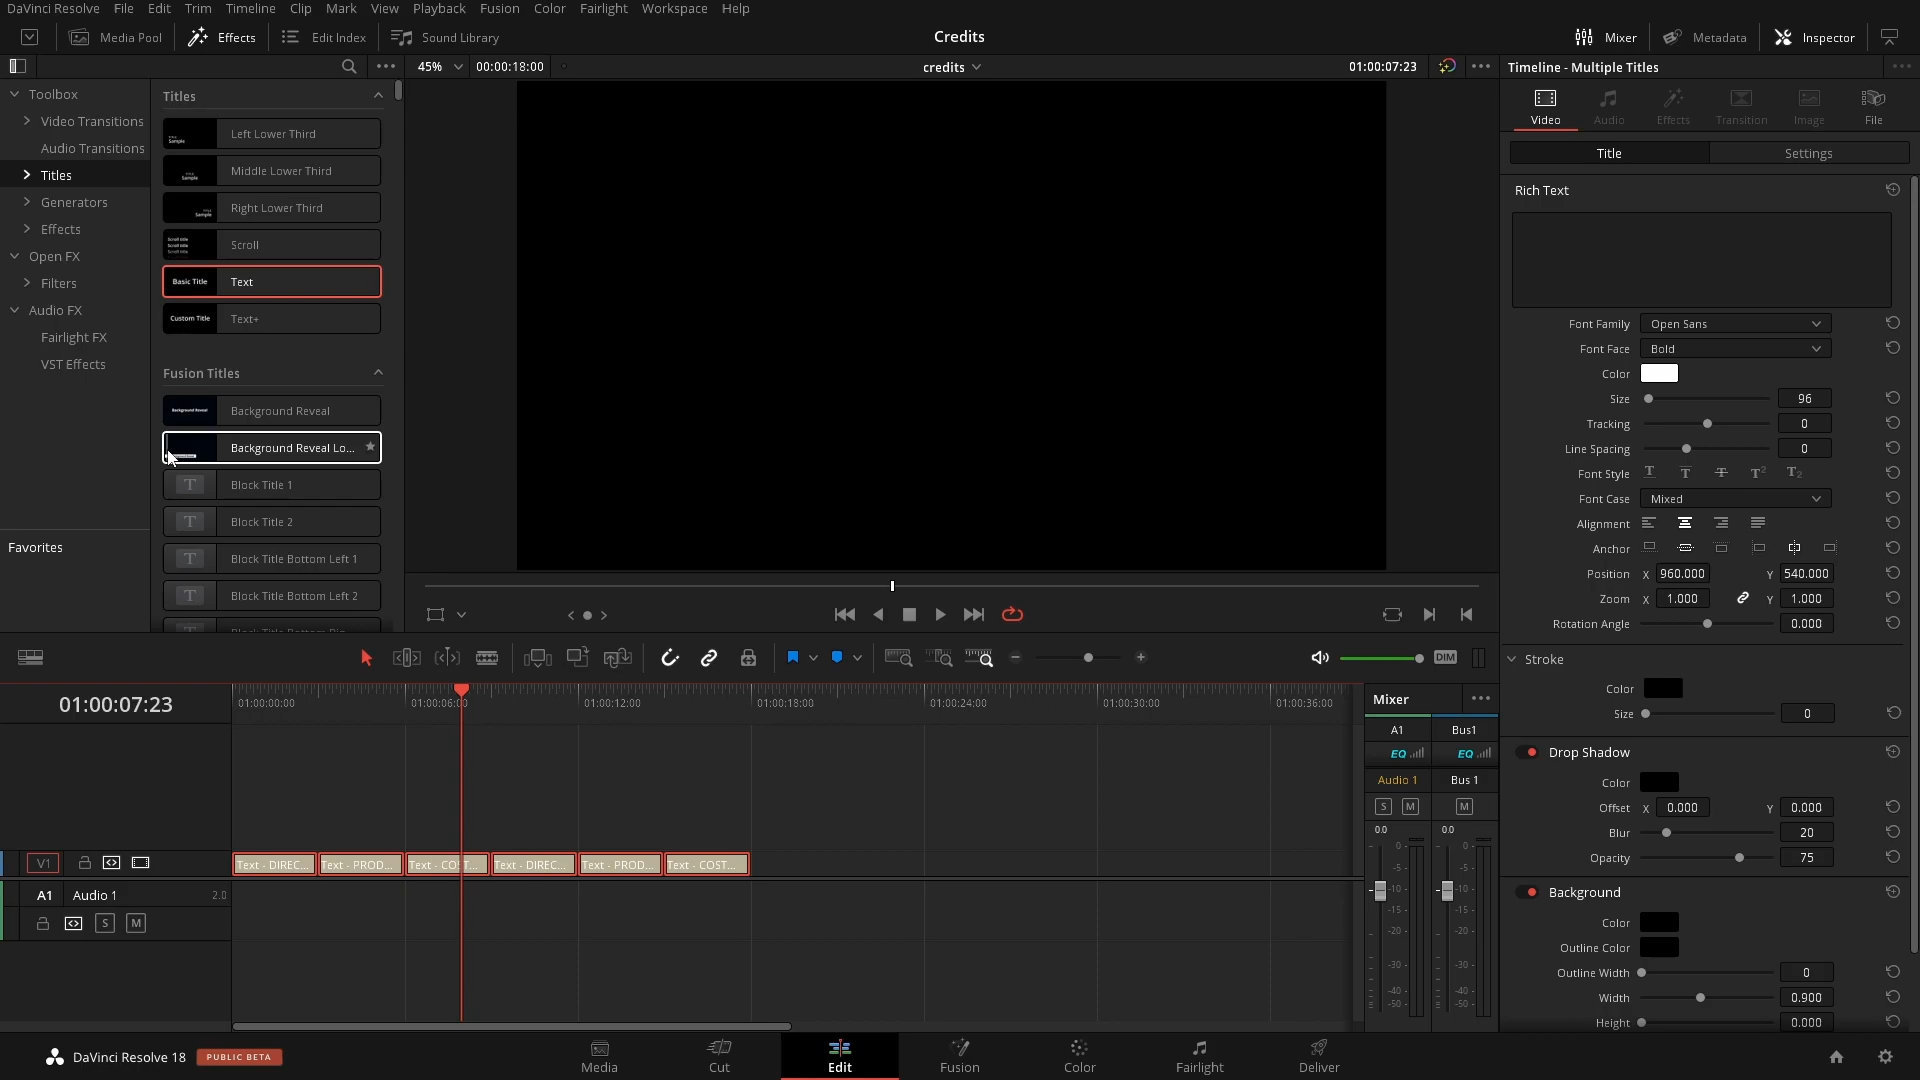 DaVinci Resolve File Edit Trim Timeline Clip Mark View Playback Fusion Color Fairlight Workspace Help
Media Pool Effects Edit Index Sound Library Credits Mixer Metadata Inspector
45% 00:00:18:00 credits 01:00:07:23 Timeline - Multiple Titles
Toolbox
Video Transitions
Audio Transitions
Titles
Generators
Effects
Open FX
Filters
Audio FX
Fairlight FX
VST Effects
Favorites
Titles
Left Lower Third
Middle Lower Third
Right Lower Third
Scroll
Basic Title Text
Custom Title Text+
Fusion Titles
Background Reveal
Background Reveal Lo...
Block Title 1
Block Title 2
Block Title Bottom Left 1
Block Title Bottom Left 2
Video Audio Effects Transition Image File
Title Settings
Rich Text
Font Family Open Sans
Font Face Bold
Color
Size 96
Tracking 0
Line Spacing 0
Font Style T T T T2 T2
Font Case Mixed
Alignment
Anchor
Position X 960.000 Y 540.000
Zoom X 1.000 Y 1.000
Rotation Angle 0.000
Stroke
Color
Size 0
Drop Shadow
Color
Offset X 0.000 Y 0.000
Blur 20
Opacity 75
Background
Color
Outline Color
Outline Width 0
Width 0.900
Height 0.000
DIM
01:00:07:23
01:00:00:00 01:00:06:00 01:00:12:00 01:00:18:00 01:00:24:00 01:00:30:00 01:00:36:00
V1 Text - DIREC... Text - PROD... Text - COST... Text - DIREC... Text - PROD... Text - COST...
A1 Audio 1 2.0
S M
Mixer
A1 Bus1
EQ EQ
Audio 1 Bus 1
S M M
0.0 0.0
0 0
-5 -5
-10 -10
-15 -15
-20 -20
-30 -30
-40 -40
-50 -50
DaVinci Resolve 18 PUBLIC BETA
Media Cut Edit Fusion Color Fairlight Deliver